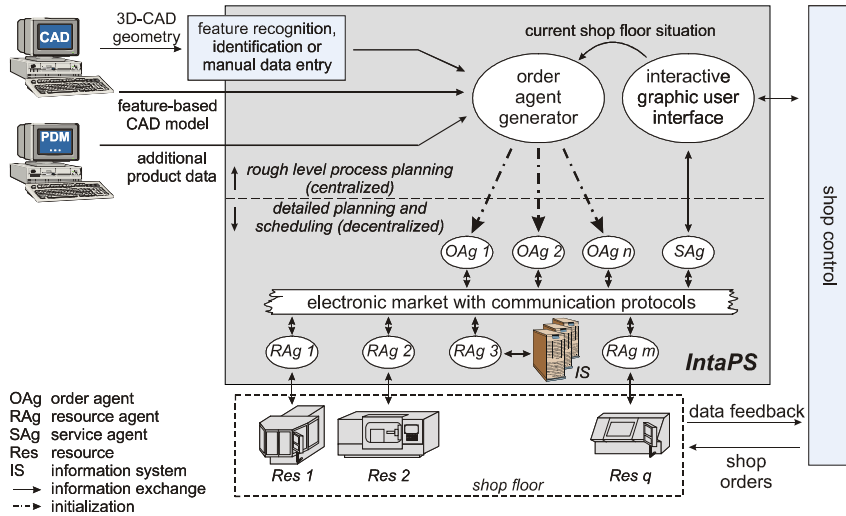 CAD
3D-CAD
geometry
feature recognition,
identification or
manual data entry
current shop floor situation
order
agent
generator
interactive
graphic user
interface
feature-based
CAD model
PDM
...
additional
product data
rough level process planning
(centralized)
detailed planning and
scheduling (decentralized)
shop control
OAg 1
OAg 2
OAg n
SAg
electronic market with communication protocols
RAg 1
RAg 2
RAg 3
IS
RAg m
IntaPS
OAg order agent
RAg resource agent
SAg service agent
Res resource
IS information system
information exchange
initialization
Res 1
Res 2
Res q
shop floor
data feedback
shop
orders